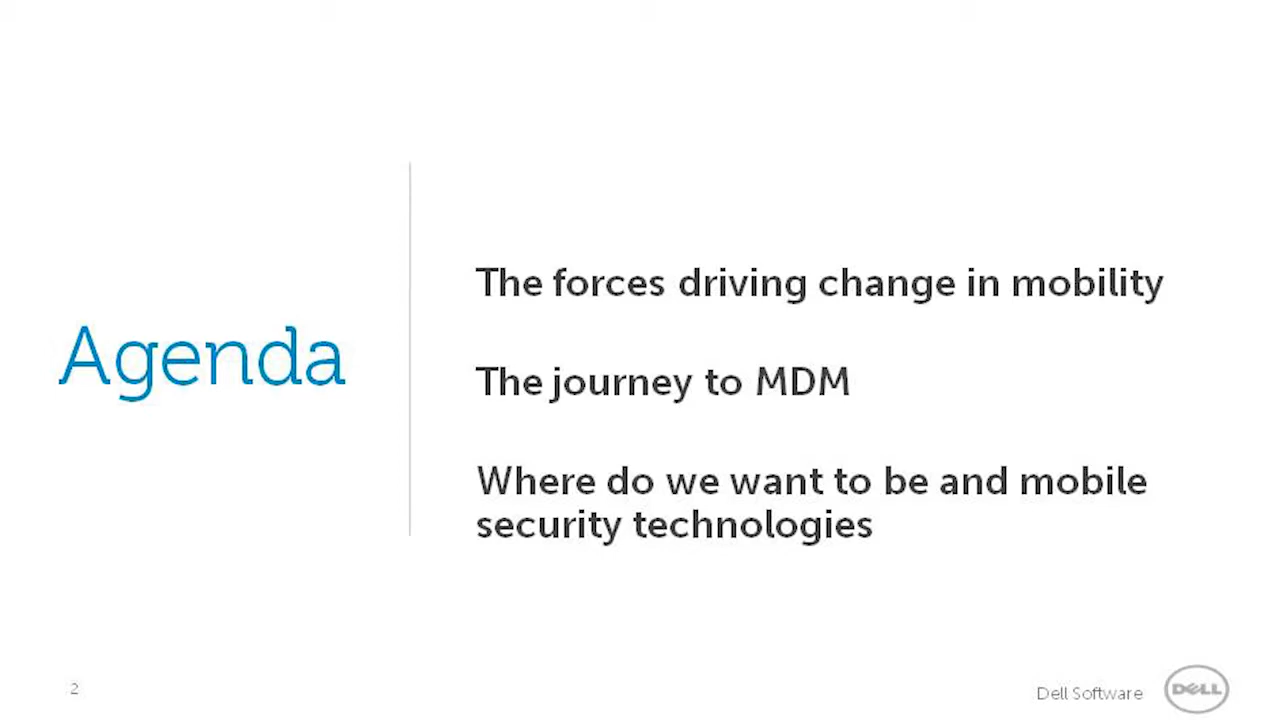 Agenda
The forces driving change in mobility
The journey to MDM
Where do we want to be and mobile
security technologies
2
Dell Software
DELL